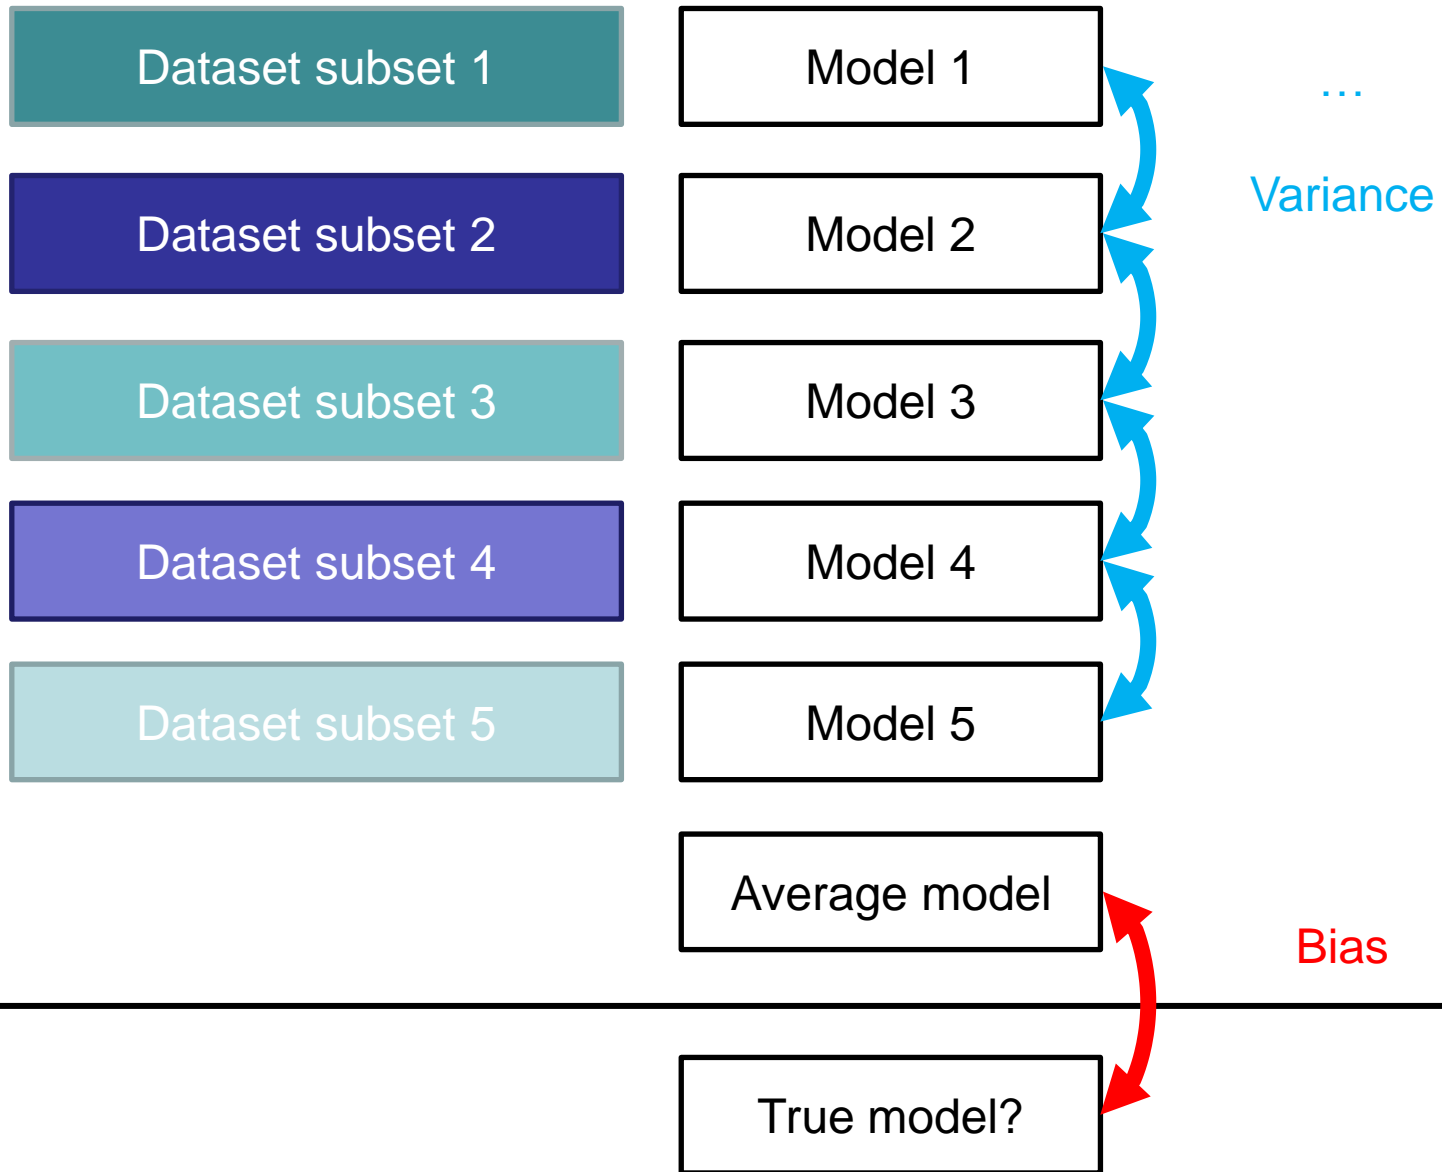 Dataset subset 1
Model 1
…
Variance
Dataset subset 2
Model 2
Dataset subset 3
Model 3
Dataset subset 4
Model 4
Dataset subset 5
Model 5
Average model
Bias
True model?